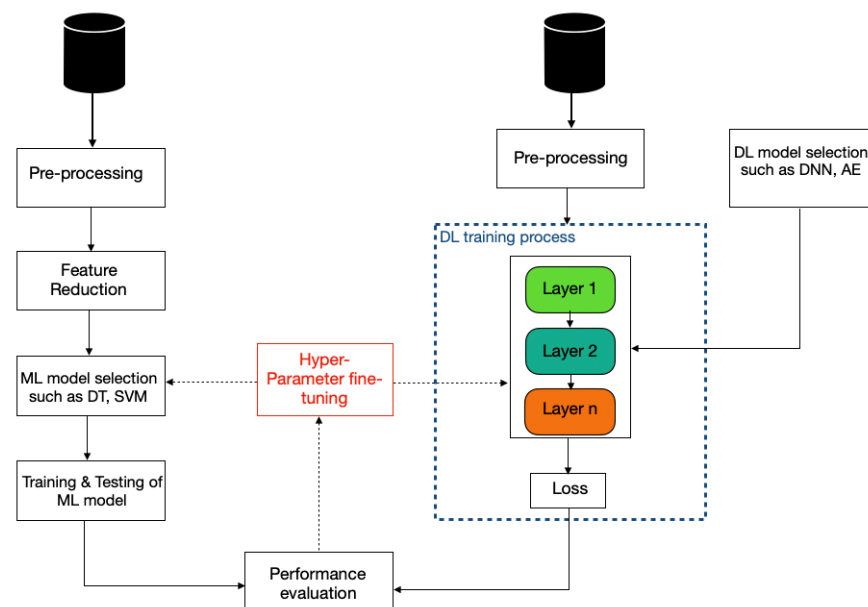 Pre-processing
Feature
Reduction
ML model selection
such as DT, SVM
Training & Testing of
ML model
Hyper-
Parameter fine-
tuning
Performance
evaluation
Pre-processing
DL training process
Layer 1
Layer 2
Layer n
Loss
DL model selection
such as DNN, AE